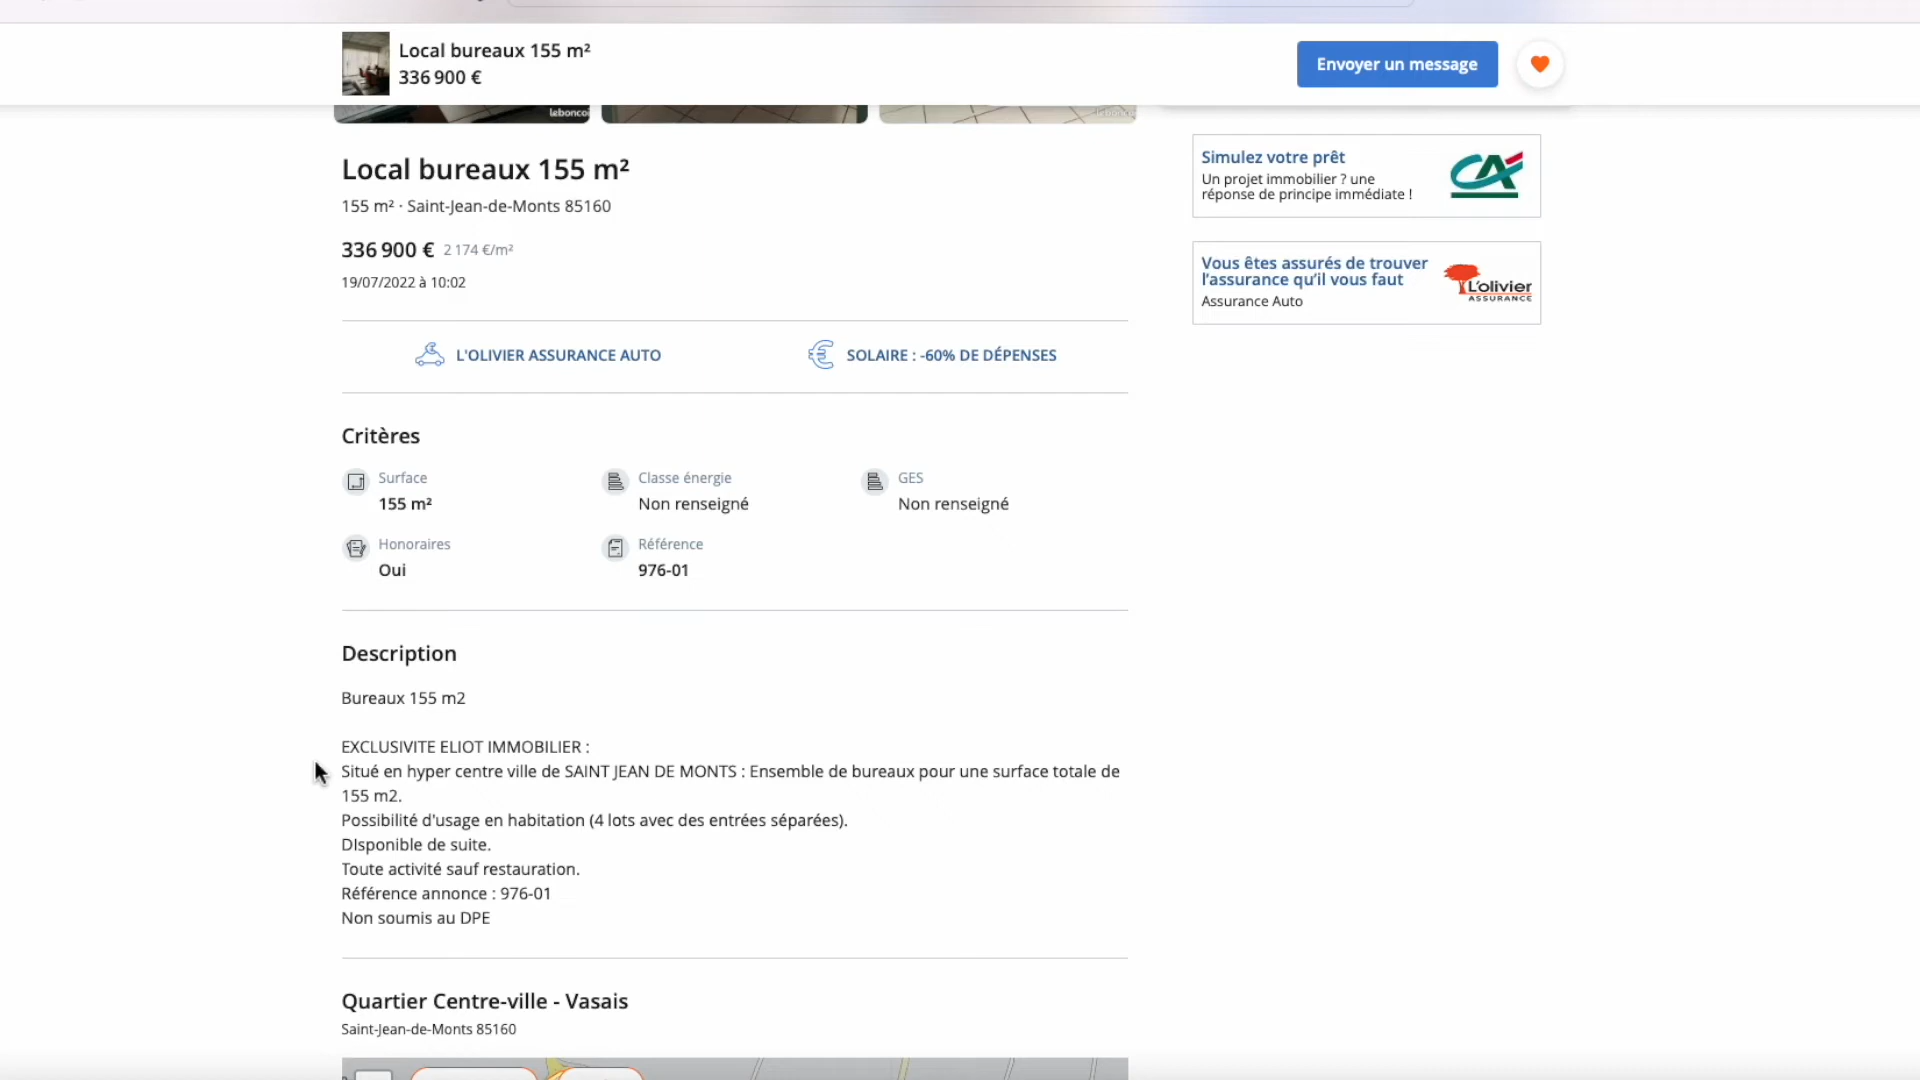 Local bureaux 155 m²
336 900 €
Envoyer un message
leboncoi
Local bureaux 155 m²
155 m² · Saint-Jean-de-Monts 85160
336 900 € 2 174 €/m²
19/07/2022 à 10:02
Simulez votre prêt
Un projet immobilier ? une
réponse de principe immédiate !
CA
Vous êtes assurés de trouver
l'assurance qu'il vous faut
Assurance Auto
L'olivier
ASSURANCE
L'OLIVIER ASSURANCE AUTO
SOLAIRE : -60% DE DÉPENSES
Critères
Surface
155 m²
Classe énergie
Non renseigné
GES
Non renseigné
Honoraires
Oui
Référence
976-01
Description
Bureaux 155 m2
EXCLUSIVITE ELIOT IMMOBILIER :
Situé en hyper centre ville de SAINT JEAN DE MONTS : Ensemble de bureaux pour une surface totale de
155 m2.
Possibilité d'usage en habitation (4 lots avec des entrées séparées).
DIsponible de suite.
Toute activité sauf restauration.
Référence annonce : 976-01
Non soumis au DPE
Quartier Centre-ville - Vasais
Saint-Jean-de-Monts 85160